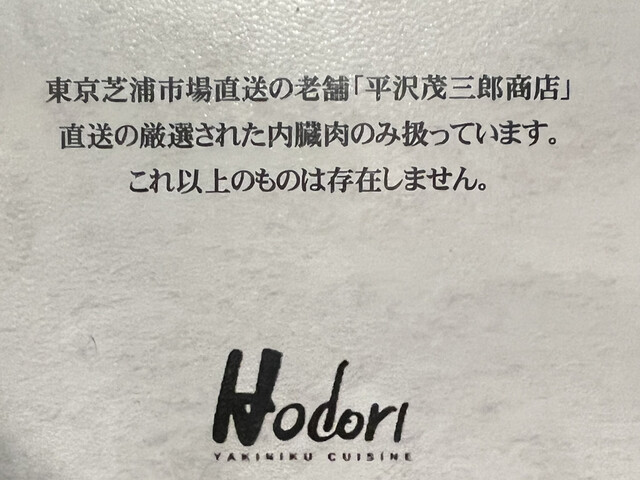 東京芝浦市場直送の老舗「平沢茂三郎商店」
直送の厳選された内臓肉のみ扱っています。
これ以上のものは存在しません。
Hodori
YAKINIKU CUISINE